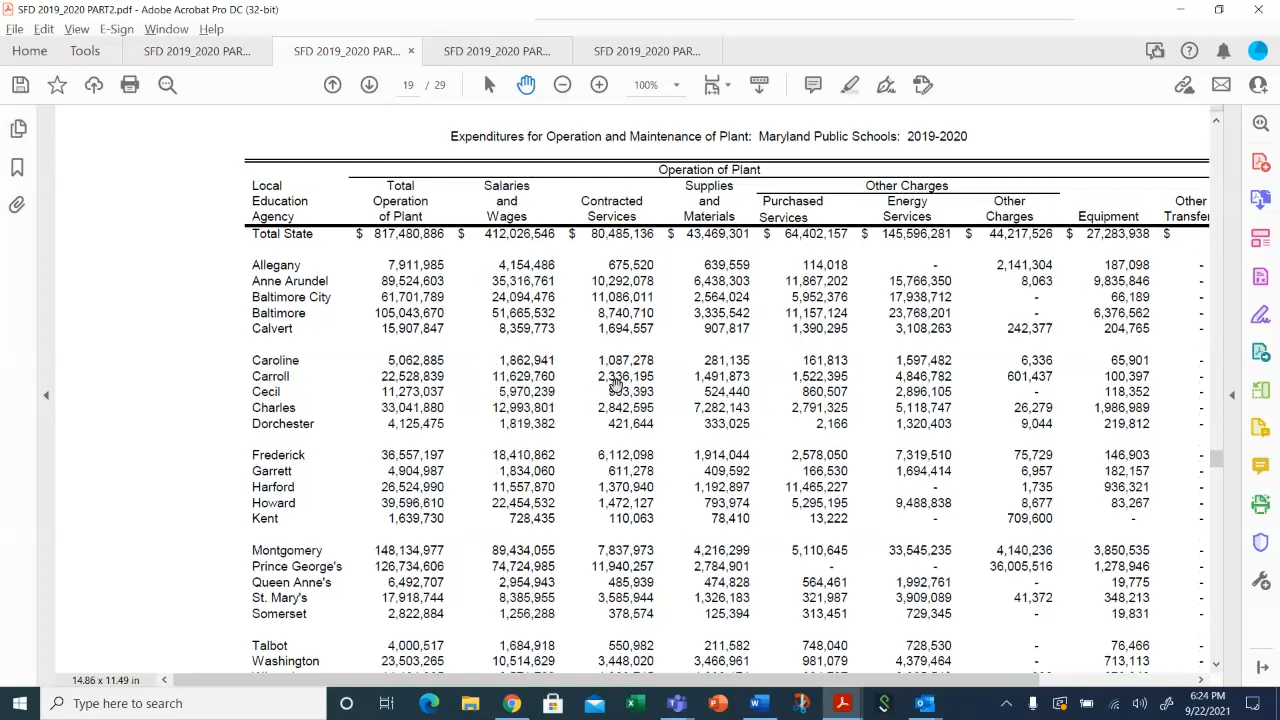 SFD 2019_2020 PART2.pdf - Adobe Acrobat Pro DC (32-bit)
File Edit View E-Sign Window Help
Home Tools SFD 2019_2020 PAR... SFD 2019_2020 PAR... × SFD 2019_2020 PAR... SFD 2019_2020 PAR...
19 / 29 100%
Expenditures for Operation and Maintenance of Plant: Maryland Public Schools: 2019-2020
Operation of Plant
Local Total Salaries Supplies Other Charges
Education Operation and Contracted and Purchased Energy Other Other
Agency of Plant Wages Services Materials Services Services Charges Equipment Transfer
Total State $ 817,480,886 $ 412,026,546 $ 80,485,136 $ 43,469,301 $ 64,402,157 $ 145,596,281 $ 44,217,526 $ 27,283,938 $
Allegany 7,911,985 4,154,486 675,520 639,559 114,018 - 2,141,304 187,098 -
Anne Arundel 89,524,603 35,316,761 10,292,078 6,438,303 11,867,202 15,766,350 8,063 9,835,846 -
Baltimore City 61,701,789 24,094,476 11,086,011 2,564,024 5,952,376 17,938,712 - 66,189 -
Baltimore 105,043,670 51,665,532 8,740,710 3,335,542 11,157,124 23,768,201 - 6,376,562 -
Calvert 15,907,847 8,359,773 1,694,557 907,817 1,390,295 3,108,263 242,377 204,765 -
Caroline 5,062,885 1,862,941 1,087,278 281,135 161,813 1,597,482 6,336 65,901 -
Carroll 22,528,839 11,629,760 2,336,195 1,491,873 1,522,395 4,846,782 601,437 100,397 -
Cecil 11,273,037 5,970,239 524,440 860,507 2,896,105 - 118,352 -
Charles 33,041,880 12,993,801 2,842,595 7,282,143 2,791,325 5,118,747 26,279 1,986,989 -
Dorchester 4,125,475 1,819,382 421,644 333,025 2,166 1,320,403 9,044 219,812 -
Frederick 36,557,197 18,410,862 6,112,098 1,914,044 2,578,050 7,319,510 75,729 146,903 -
Garrett 4,904,987 1,834,060 611,278 409,592 166,530 1,694,414 6,957 182,157 -
Harford 26,524,990 11,557,870 1,370,940 1,192,897 11,465,227 - 1,735 936,321 -
Howard 39,596,610 22,454,532 1,472,127 793,974 5,295,195 9,488,838 8,677 83,267 -
Kent 1,639,730 728,435 110,063 78,410 13,222 - 709,600 - -
Montgomery 148,134,977 89,434,055 7,837,973 4,216,299 5,110,645 33,545,235 4,140,236 3,850,535 -
Prince George's 126,734,606 74,724,985 11,940,257 2,784,901 - - 36,005,516 1,278,946 -
Queen Anne's 6,492,707 2,954,943 485,939 474,828 564,461 1,992,761 - 19,775 -
St. Mary's 17,918,744 8,385,955 3,585,944 1,326,183 321,987 3,909,089 41,372 348,213 -
Somerset 2,822,884 1,256,288 378,574 125,394 313,451 729,345 - 19,831 -
Talbot 4,000,517 1,684,918 550,982 211,582 748,040 728,530 - 76,466 -
Washington 23,503,265 10,514,629 3,448,020 3,466,961 981,079 4,379,464 - 713,113 -
14.86 x 11.49 in
Type here to search
6:24 PM
9/22/2021